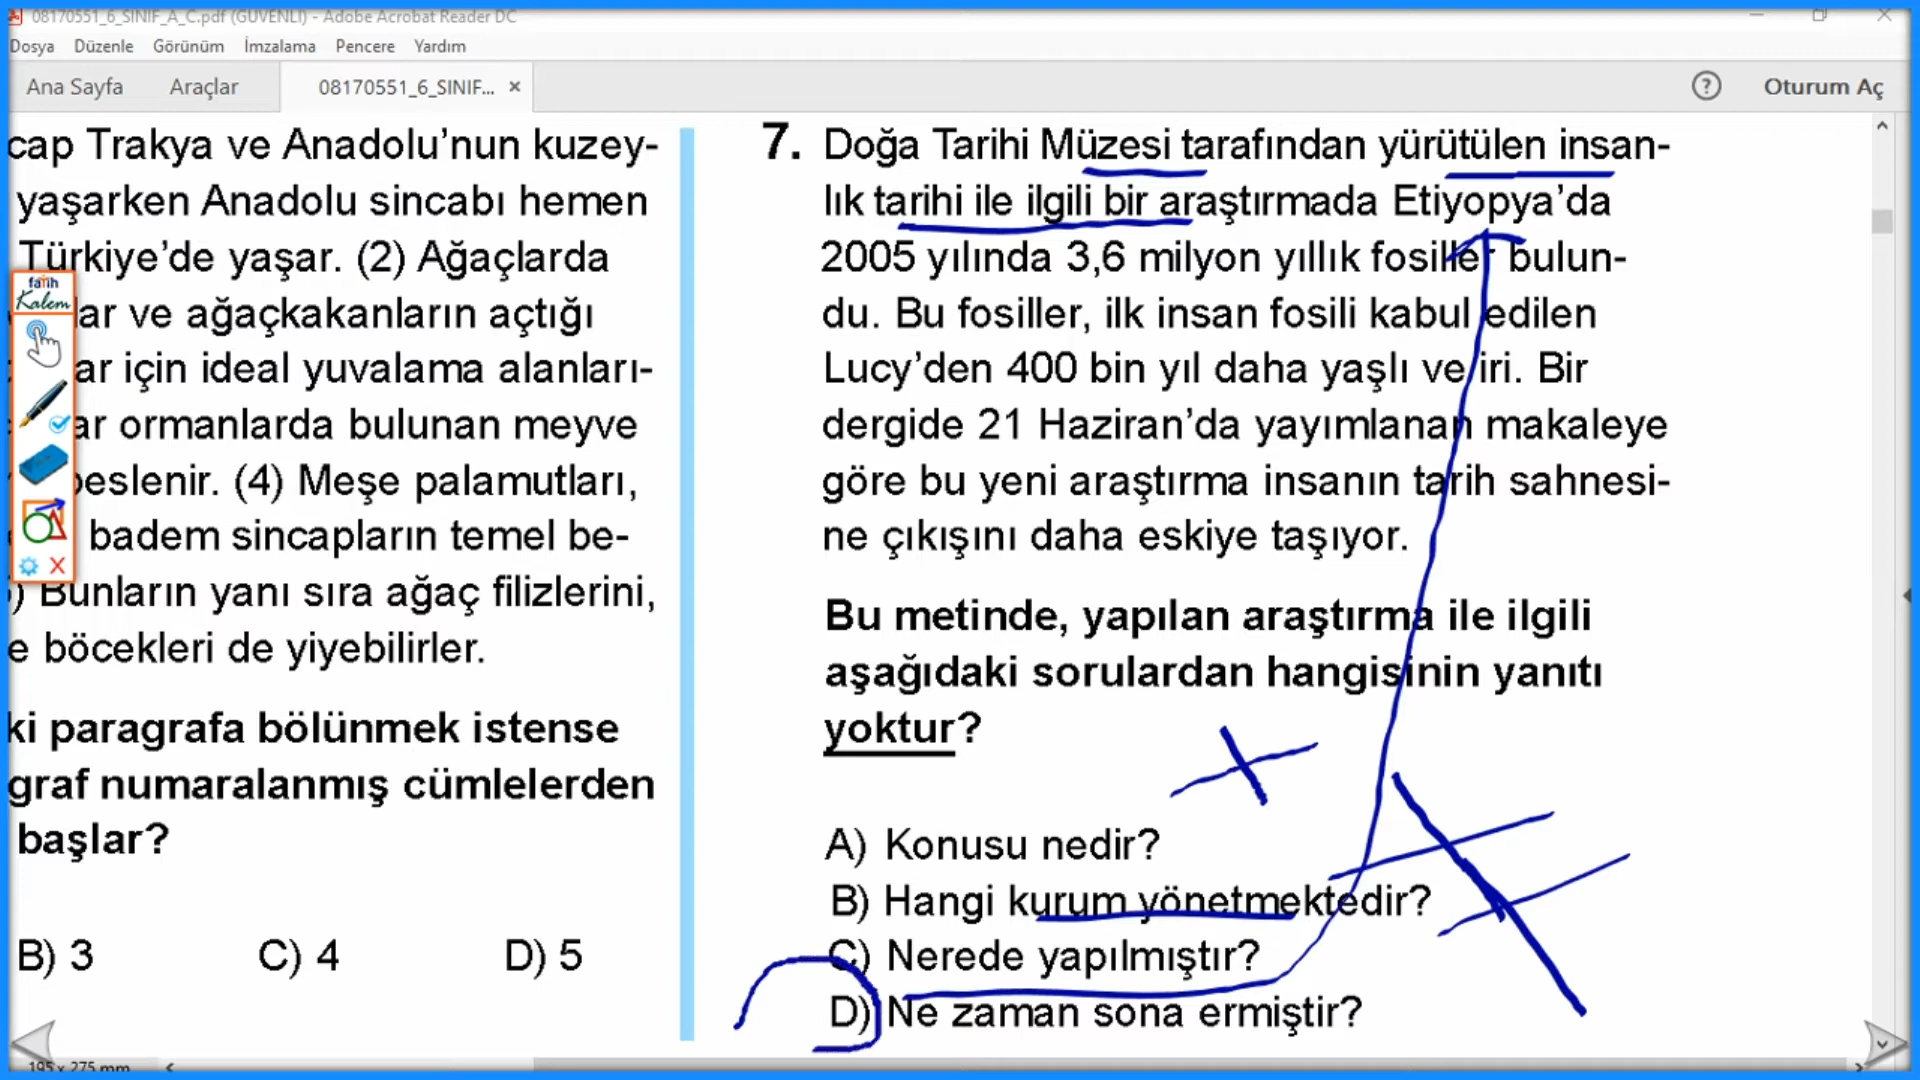 08170551_6_SINIF_A_C.pdf (GÜVENLİ) - Adobe Acrobat Reader DC
Dosya Düzenle Görünüm İmzalama Pencere Yardım
Ana Sayfa Araçlar 08170551_6_SINIF... × ? Oturum Aç
cap Trakya ve Anadolu’nun kuzey-
yaşarken Anadolu sincabı hemen
Türkiye’de yaşar. (2) Ağaçlarda
lar ve ağaçkakanların açtığı
ar için ideal yuvalama alanları-
ar ormanlarda bulunan meyve
beslenir. (4) Meşe palamutları,
badem sincapların temel be-
) Bunların yanı sıra ağaç filizlerini,
e böcekleri de yiyebilirler.
ki paragrafa bölünmek istense
graf numaralanmış cümlelerden
başlar?
B) 3 C) 4 D) 5
fatih
Kalem
7. Doğa Tarihi Müzesi tarafından yürütülen insan-
lık tarihi ile ilgili bir araştırmada Etiyopya’da
2005 yılında 3,6 milyon yıllık fosiller bulun-
du. Bu fosiller, ilk insan fosili kabul edilen
Lucy’den 400 bin yıl daha yaşlı ve iri. Bir
dergide 21 Haziran’da yayımlanan makaleye
göre bu yeni araştırma insanın tarih sahnesi-
ne çıkışını daha eskiye taşıyor.
Bu metinde, yapılan araştırma ile ilgili
aşağıdaki sorulardan hangisinin yanıtı
yoktur?
A) Konusu nedir?
B) Hangi kurum yönetmektedir?
C) Nerede yapılmıştır?
D) Ne zaman sona ermiştir?
195 x 275 mm